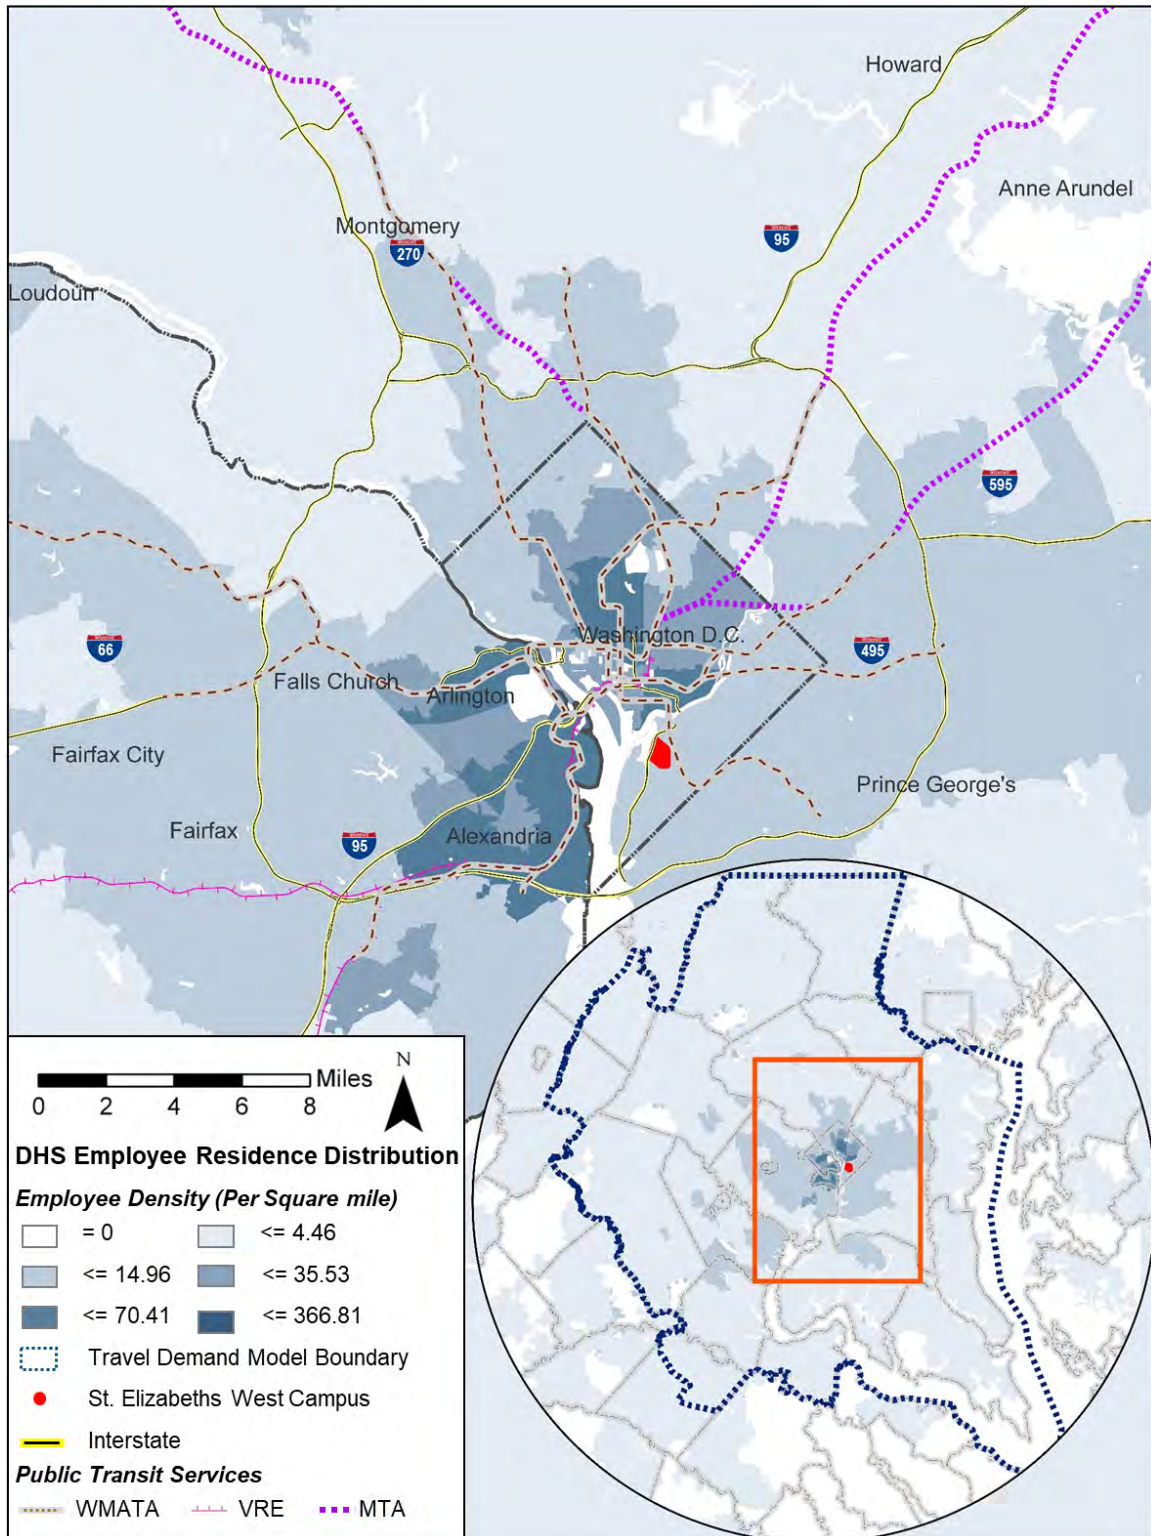 Howard
Anne Arundel
Montgomery
270
95
Loudoun
595
Washington D.C.
66
495
Falls Church
Arlington
Fairfax City
Prince George's
Fairfax
95
Alexandria
N
Miles
0 2 4 6 8
DHS Employee Residence Distribution
Employee Density (Per Square mile)
= 0 <= 4.46
<= 14.96 <= 35.53
<= 70.41 <= 366.81
Travel Demand Model Boundary
St. Elizabeths West Campus
Interstate
Public Transit Services
WMATA VRE MTA